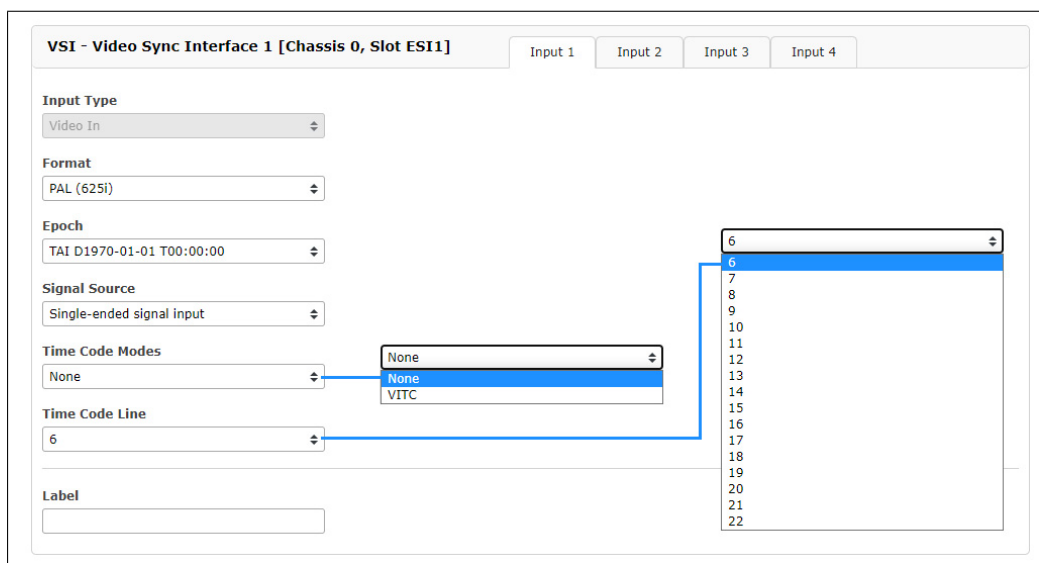 VSI - Video Sync Interface 1 [Chassis 0, Slot ESI1]
Input 1
Input 2
Input 3
Input 4
Input Type
Video In
Format
PAL (625i)
Epoch
TAI D1970-01-01 T00:00:00
Signal Source
Single-ended signal input
Time Code Modes
None
None
None
VITC
Time Code Line
6
6
6
7
8
9
10
11
12
13
14
15
16
17
18
19
20
21
22
Label